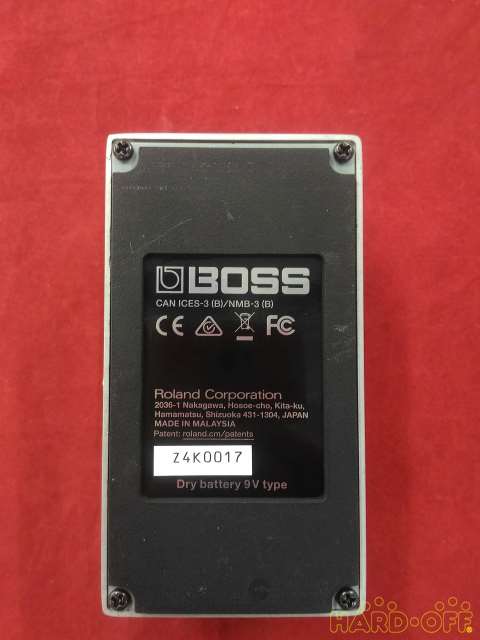 BOSS
CAN ICES-3 (B)/NMB-3 (B)
CE FC
Roland Corporation
2036-1 Nakagawa, Hosoe-cho, Kita-ku,
Hamamatsu, Shizuoka 431-1304, JAPAN
MADE IN MALAYSIA
Patent: roland.cm/patents
Z4K0017
Dry battery 9V type
HARD-OFF